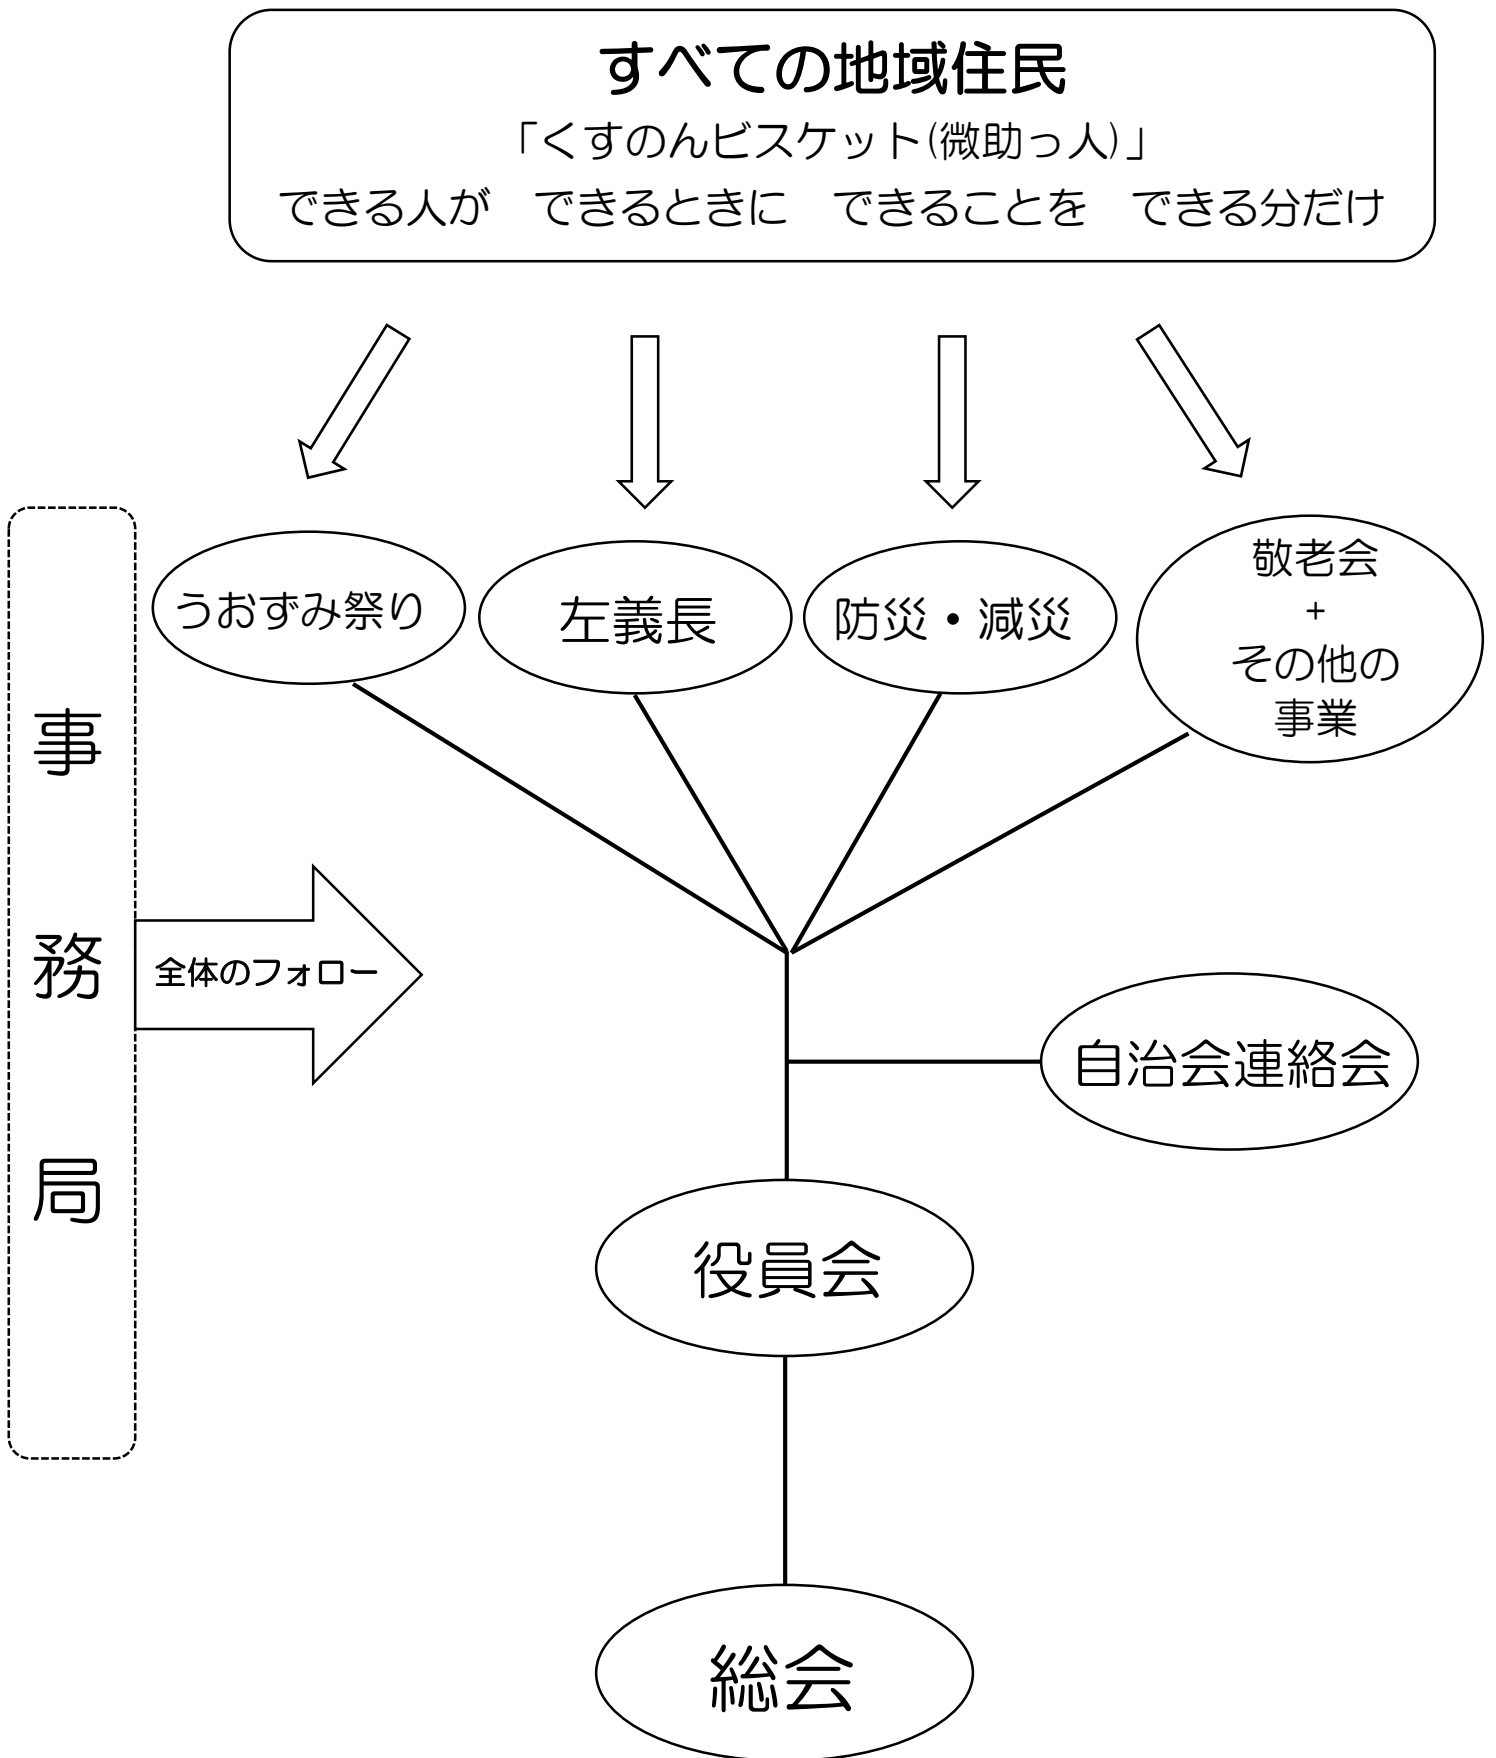 すべての地域住民
「くすのんビスケット(微助っ人)」
できる人が　できるときに　できることを　できる分だけ
うおずみ祭り
左義長
防災・減災
敬老会
+
その他の
事業
事務局
全体のフォロー
自治会連絡会
役員会
総会